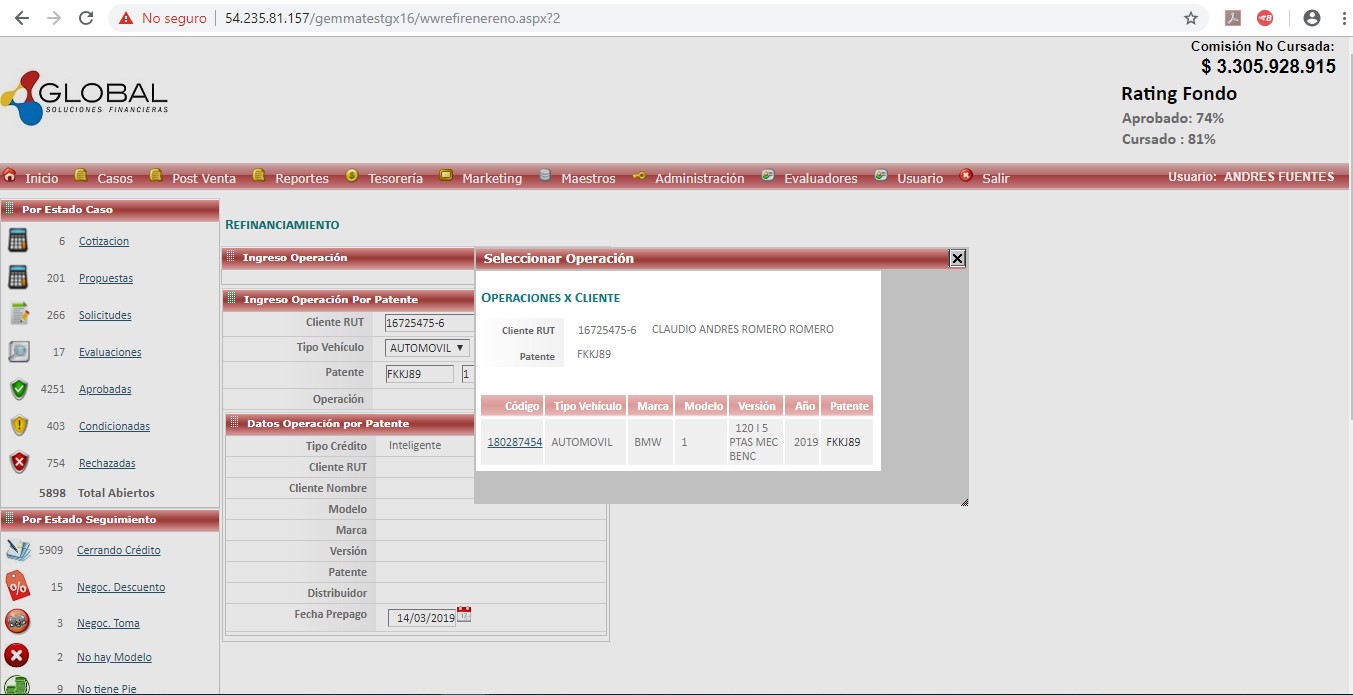 No seguro | 54.235.81.157/gemmatestgx16/wwrefirenereno.aspx?2
Comisión No Cursada:
$ 3.305.928.915
Rating Fondo
Aprobado: 74%
Cursado : 81%
GLOBAL
SOLUCIONES FINANCIERAS
Inicio Casos Post Venta Reportes Tesorería Marketing Maestros Administración Evaluadores Usuario Salir Usuario: ANDRES FUENTES
Por Estado Caso
6 Cotizacion
201 Propuestas
266 Solicitudes
17 Evaluaciones
4251 Aprobadas
403 Condicionadas
754 Rechazadas
5898 Total Abiertos
Por Estado Seguimiento
5909 Cerrando Crédito
15 Negoc. Descuento
3 Negoc. Toma
2 No hay Modelo
9 No tiene Pie
REFINANCIAMIENTO
Ingreso Operación
Ingreso Operación Por Patente
Cliente RUT 16725475-6
Tipo Vehículo AUTOMOVIL
Patente FKKJ89 1
Operación
Datos Operación por Patente
Tipo Crédito Inteligente
Cliente RUT
Cliente Nombre
Modelo
Marca
Versión
Patente
Distribuidor
Fecha Prepago 14/03/2019
Seleccionar Operación
OPERACIONES X CLIENTE
Cliente RUT 16725475-6 CLAUDIO ANDRES ROMERO ROMERO
Patente FKKJ89
Código Tipo Vehículo Marca Modelo Versión Año Patente
180287454 AUTOMOVIL BMW 1 120 I 5 PTAS MEC BENC 2019 FKKJ89